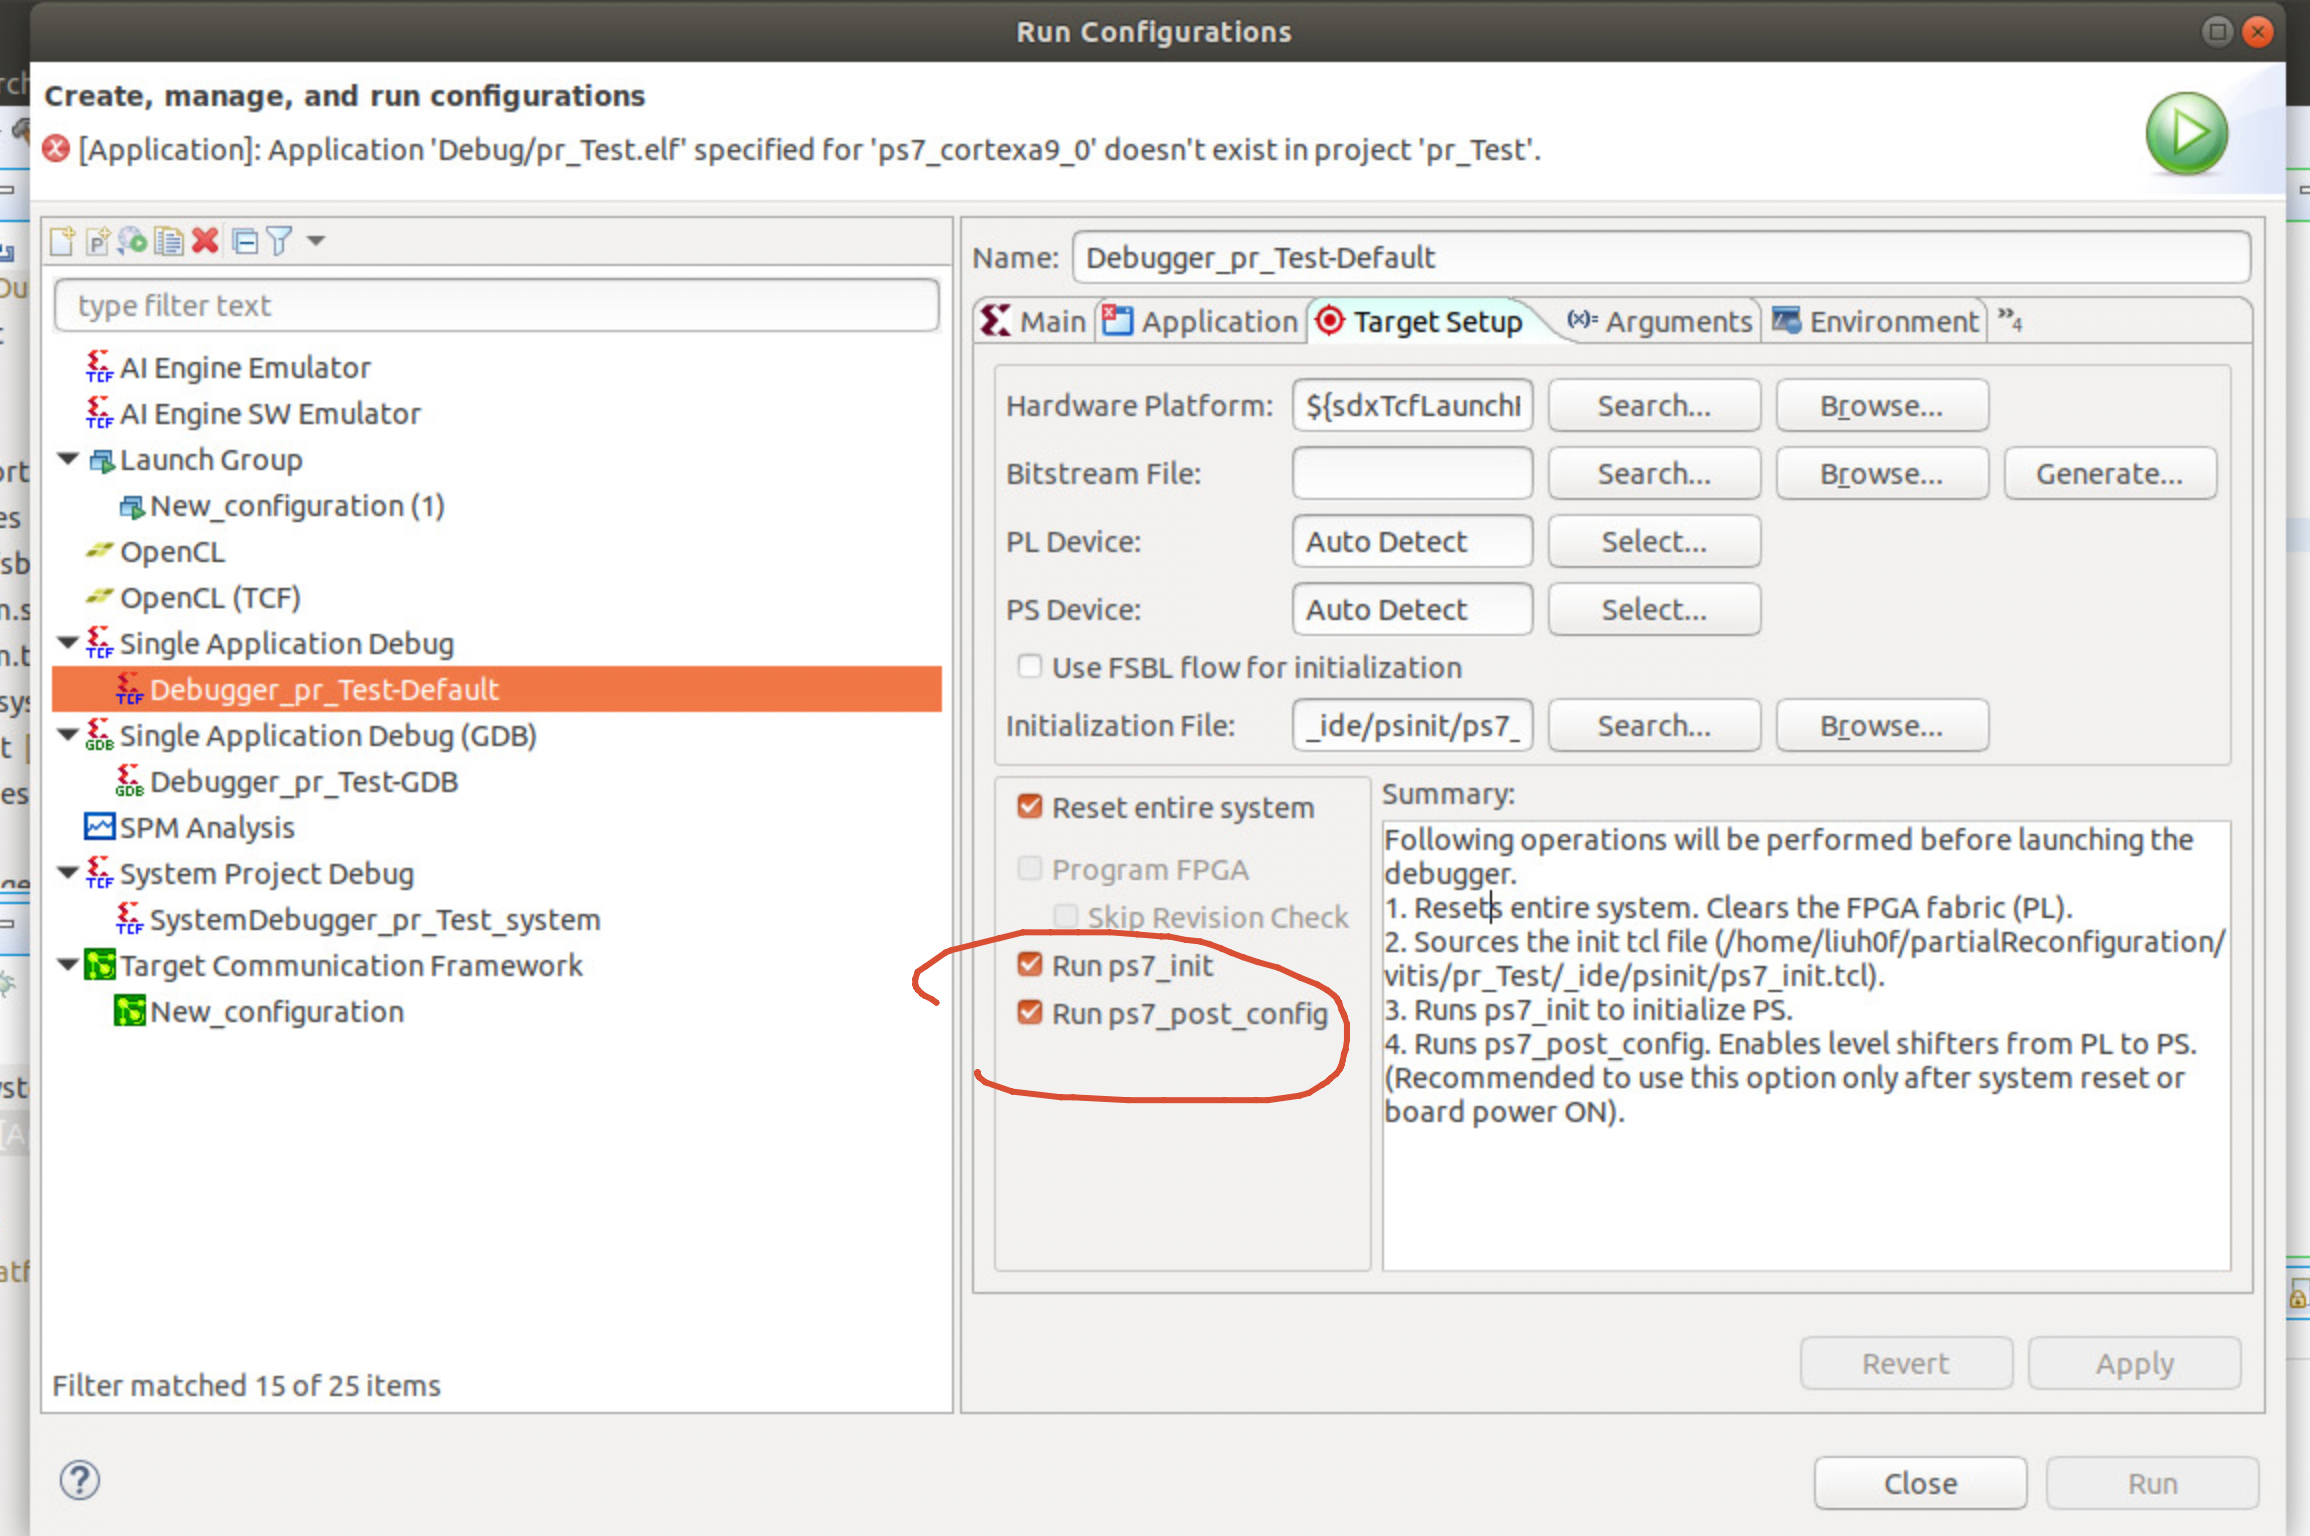 Run Configurations
Create, manage, and run configurations
[Application]: Application 'Debug/pr_Test.elf' specified for 'ps7_cortexa9_0' doesn't exist in project 'pr_Test'.
type filter text
AI Engine Emulator
AI Engine SW Emulator
Launch Group
New_configuration (1)
OpenCL
OpenCL (TCF)
Single Application Debug
Debugger_pr_Test-Default
Single Application Debug (GDB)
Debugger_pr_Test-GDB
SPM Analysis
System Project Debug
SystemDebugger_pr_Test_system
Target Communication Framework
New_configuration
Filter matched 15 of 25 items
Name: Debugger_pr_Test-Default
Main Application Target Setup (x)= Arguments Environment »4
Hardware Platform: ${sdxTcfLaunch Search... Browse...
Bitstream File: Search... Browse... Generate...
PL Device: Auto Detect Select...
PS Device: Auto Detect Select...
Use FSBL flow for initialization
Initialization File: _ide/psinit/ps7_ Search... Browse...
Reset entire system
Program FPGA
Skip Revision Check
Run ps7_init
Run ps7_post_config
Summary:
Following operations will be performed before launching the
debugger.
1. Resets entire system. Clears the FPGA fabric (PL).
2. Sources the init tcl file (/home/liuh0f/partialReconfiguration/
vitis/pr_Test/_ide/psinit/ps7_init.tcl).
3. Runs ps7_init to initialize PS.
4. Runs ps7_post_config. Enables level shifters from PL to PS.
(Recommended to use this option only after system reset or
board power ON).
Revert Apply
Close Run